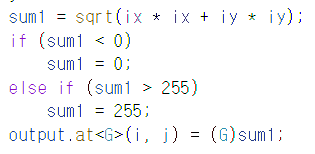 sum1 = sqrt(ix * ix + iy * iy);
if (sum1 < 0)
sum1 = 0;
else if (sum1 > 255)
sum1 = 255;
output.at<G>(i, j) = (G)sum1;